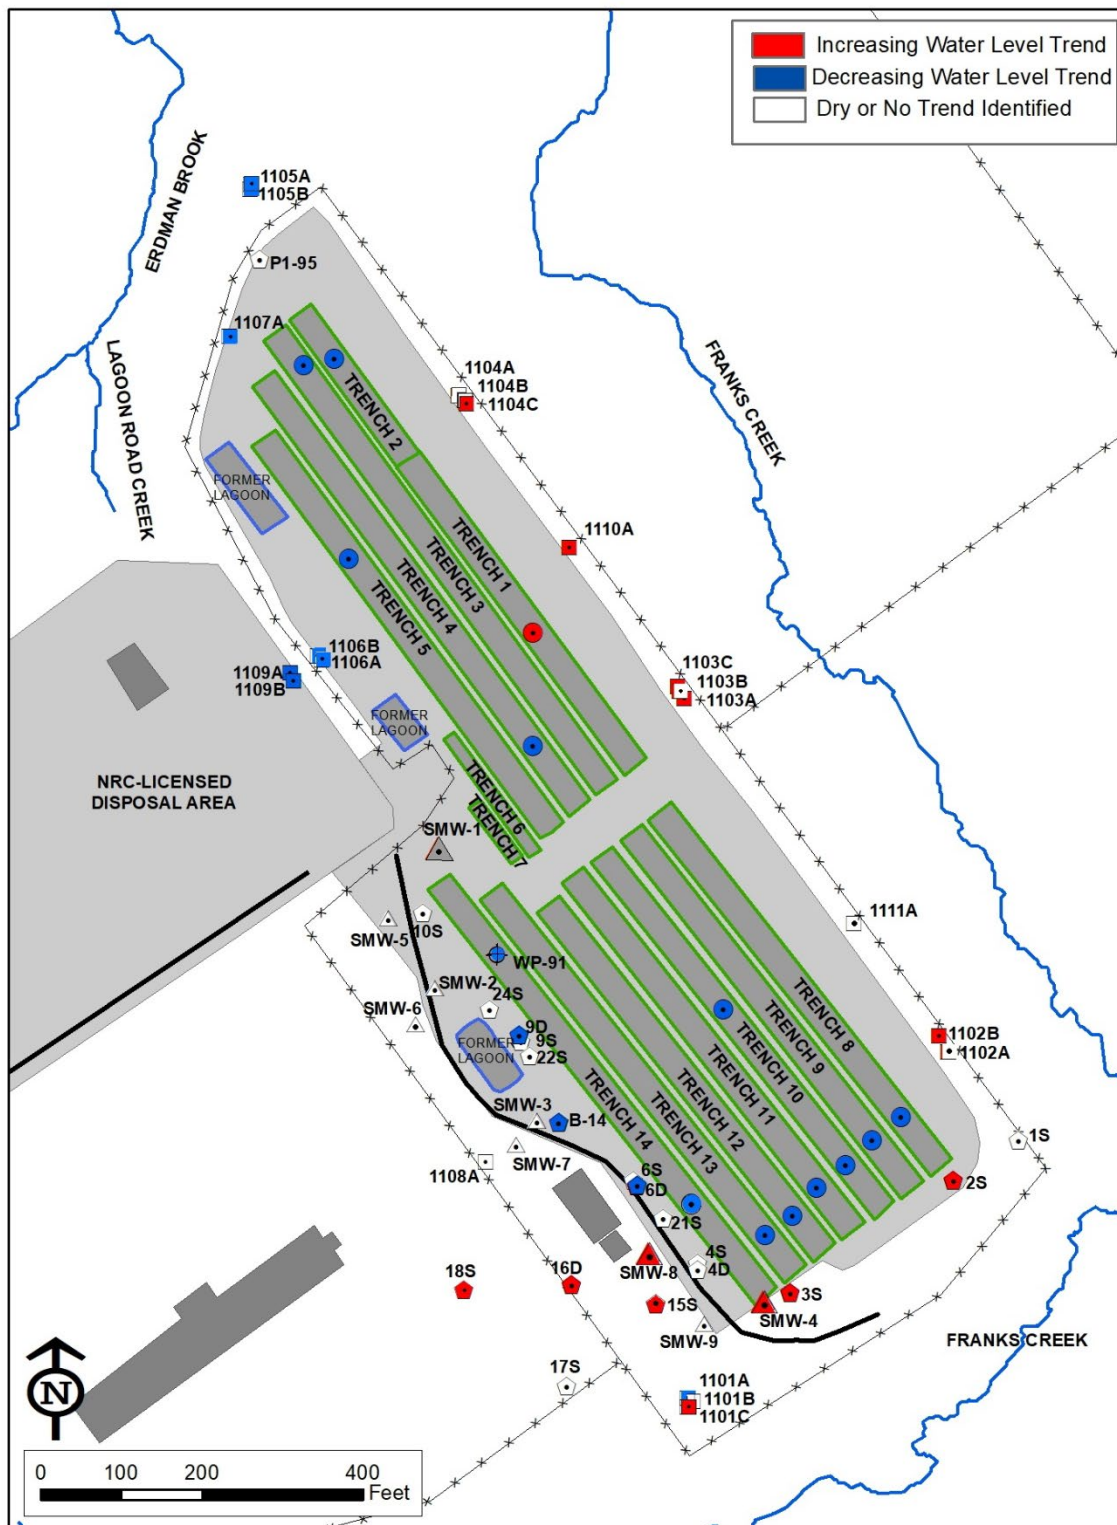 Increasing Water Level Trend
Decreasing Water Level Trend
Dry or No Trend Identified
ERDMAN BROOK
1105A
1105B
P1-95
1107A
LAGOON ROAD CREEK
FRANKS CREEK
1104A
1104B
1104C
TRENCH 2
FORMER
LAGOON
1110A
TRENCH 1
TRENCH 3
TRENCH 4
TRENCH 5
1106B
1106A
1109A
1109B
1103C
1103B
1103A
FORMER
LAGOON
NRC-LICENSED
DISPOSAL AREA
TRENCH 6
TRENCH 7
SMW-1
SMW-5
10S
1111A
WP-91
SMW-2
24S
SMW-6
9D
9S
22S
FORMER
LAGOON
TRENCH 8
TRENCH 9
TRENCH 10
TRENCH 11
TRENCH 12
TRENCH 13
TRENCH 14
1102B
1102A
SMW-3
B-14
SMW-7
1108A
1S
2S
6S
6D
21S
4S
4D
SMW-8
18S
16D
15S
3S
SMW-4
SMW-9
FRANKS CREEK
17S
1101A
1101B
1101C
N
0 100 200 400
Feet